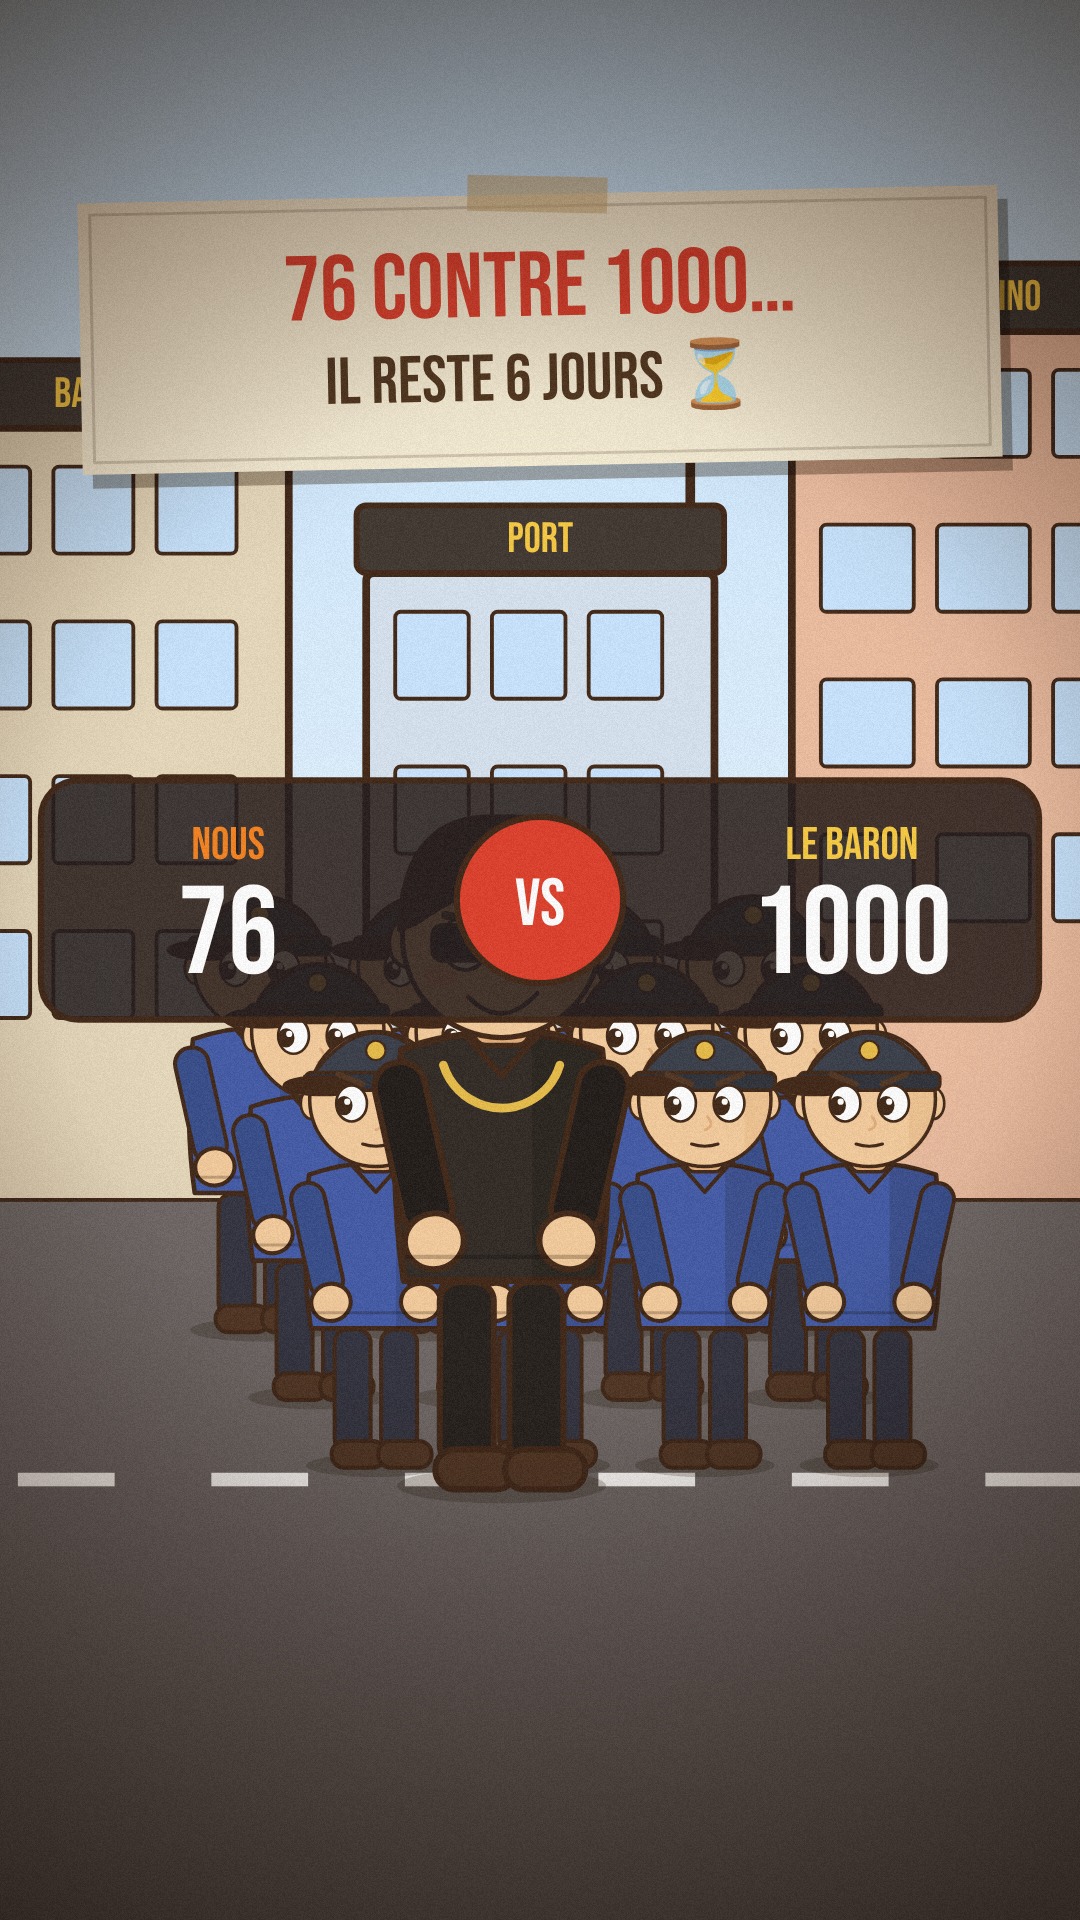 76 CONTRE 1000...
IL RESTE 6 JOURS ⏳
PORT
NOUS
76
VS
LE BARON
1000